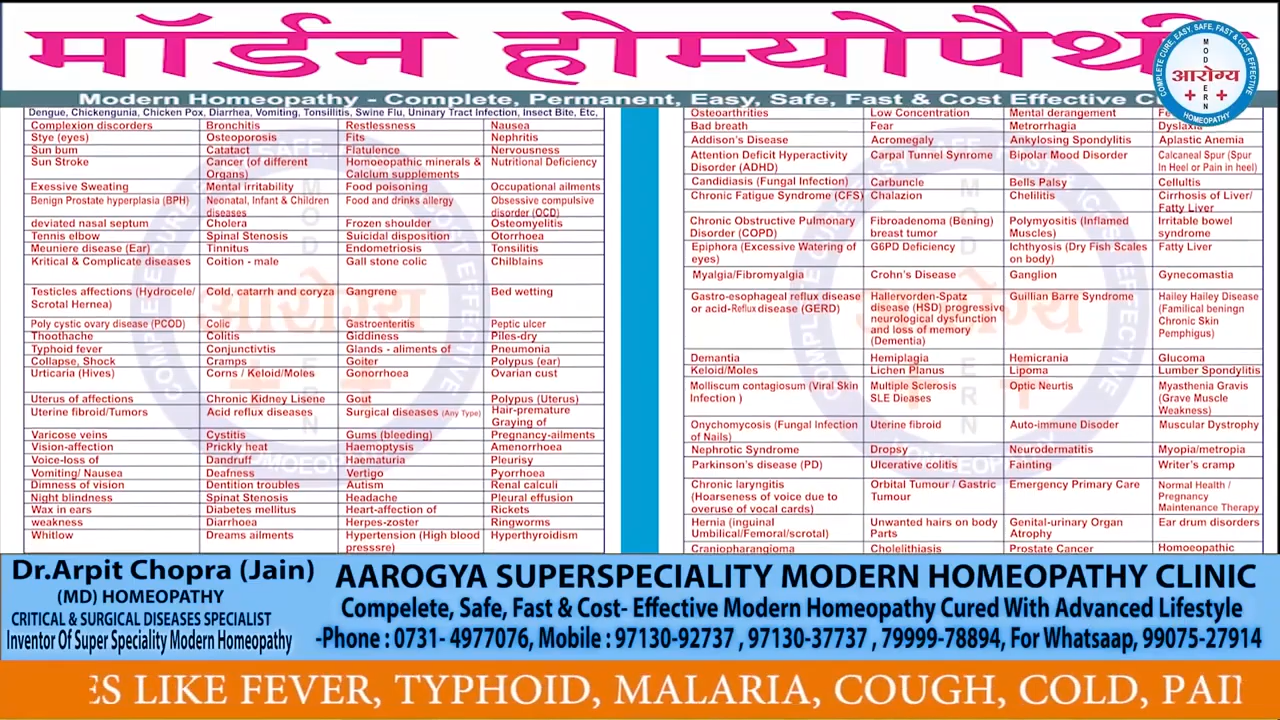 मॉर्डन होम्योपैथी
COMPLETE CURE, EASY, SAFE, FAST & COST EFFECTIVE
MODERN
आरोग्य
HOMEOPATHY
Modern Homeopathy - Complete, Permanent, Easy, Safe, Fast & Cost Effective Cu
Dengue, Chickengunia, Chicken Pox, Diarrhea, Vomiting, Tonsillitis, Swine Flu, Uninary Tract Infection, Insect Bite, Etc,
Complexion discorders Bronchitis Restlessness Nausea
Stye (eyes) Osteoporosis Fits Nephritis
Sun bum Catatact Flatulence Nervousness
Sun Stroke Cancer (of different Homoeopathic minerals & Nutritional Deficiency
Organs) Calclum supplements
Exessive Sweating Mental irritability Food poisoning Occupational ailments
Benign Prostate hyperplasia (BPH) Neonatal, Infant & Children Food and drinks allergy Obsessive compulsive
diseases disorder (OCD)
deviated nasal septum Cholera Frozen shoulder Osteomyelitis
Tennis elbow Spinal Stenosis Suicidal disposition Otorrhoea
Meuniere disease (Ear) Tinnitus Endometriosis Tonsilitis
Kritical & Complicate diseases Coition - male Gall stone colic Chilblains
Testicles affections (Hydrocele/ Cold, catarrh and coryza Gangrene Bed wetting
Scrotal Hernea)
Poly cystic ovary disease (PCOD) Colic Gastroenteritis Peptic ulcer
Thoothache Colitis Giddiness Piles-dry
Typhoid fever Conjunctivtis Glands - aliments of Pneumonia
Collapse, Shock Cramps Goiter Polypus (ear)
Urticaria (Hives) Corns / Keloid/Moles Gonorrhoea Ovarian cust
Uterus of affections Chronic Kidney Lisene Gout Polypus (Uterus)
Uterine fibroid/Tumors Acid reflux diseases Surgical diseases (Any Type) Hair-premature
Graying of
Varicose veins Cystitis Gums (bleeding) Pregnancy-ailments
Vision-affection Prickly heat Haemoptysis Amenorrhoea
Voice-loss of Dandruff Haematuria Pleurisy
Vomiting/ Nausea Deafness Vertigo Pyorrhoea
Dimness of vision Dentition troubles Autism Renal calculi
Night blindness Spinat Stenosis Headache Pleural effusion
Wax in ears Diabetes mellitus Heart-affection of Rickets
weakness Diarrhoea Herpes-zoster Ringworms
Whitlow Dreams ailments Hypertension (High blood Hyperthyroidism
presssre)
Osteoarthrities Low Concentration Mental derangement
Bad breath Fear Metrorrhagia Dyslaxia
Addison's Disease Acromegaly Ankylosing Spondylitis Aplastic Anemia
Attention Deficit Hyperactivity Carpal Tunnel Synrome Bipolar Mood Disorder Calcaneal Spur (Spur
Disorder (ADHD) In Heel or Pain in heel)
Candidiasis (Fungal Infection) Carbuncle Bells Palsy Cellultis
Chronic Fatigue Syndrome (CFS) Chalazion Chelilitis Cirrhosis of Liver/
Fatty Liver
Chronic Obstructive Pulmonary Fibroadenoma (Bening) Polymyositis (Inflamed Irritable bowel
Disorder (COPD) breast tumor Muscles) syndrome
Epiphora (Excessive Watering of G6PD Deficiency Ichthyosis (Dry Fish Scales Fatty Liver
eyes) on body)
Myalgia/Fibromyalgia Crohn's Disease Ganglion Gynecomastia
Gastro-esophageal reflux disease Hallervorden-Spatz Guillian Barre Syndrome Hailey Hailey Disease
or acid-Reflux disease (GERD) disease (HSD) progressive (Familical beningn
neurological dysfunction Chronic Skin
and loss of memory Pemphigus)
(Dementia)
Demantia Hemiplagia Hemicrania Glucoma
Keloid/Moles Lichen Planus Lipoma Lumber Spondylitis
Molliscum contagiosum (Viral Skin Multiple Sclerosis Optic Neurtis Myasthenia Gravis
Infection ) SLE Dieases (Grave Muscle
Weakness)
Onychomycosis (Fungal Infection Uterine fibroid Auto-immune Disoder Muscular Dystrophy
of Nails)
Nephrotic Syndrome Dropsy Neurodermatitis Myopia/metropia
Parkinson's disease (PD) Ulcerative colitis Fainting Writer's cramp
Chronic laryngitis Orbital Tumour / Gastric Emergency Primary Care Normal Health /
(Hoarseness of voice due to Tumour Pregnancy
overuse of vocal cards) Maintenance Therapy
Hernia (inguinal Unwanted hairs on body Genital-urinary Organ Ear drum disorders
Umbilical/Femoral/scrotal) Parts Atrophy
Craniopharangioma Cholelithiasis Prostate Cancer Homoeopathic
Dr.Arpit Chopra (Jain)
(MD) HOMEOPATHY
CRITICAL & SURGICAL DISEASES SPECIALIST
Inventor Of Super Speciality Modern Homeopathy
AAROGYA SUPERSPECIALITY MODERN HOMEOPATHY CLINIC
Compelete, Safe, Fast & Cost- Effective Modern Homeopathy Cured With Advanced Lifestyle
-Phone : 0731- 4977076, Mobile : 97130-92737 , 97130-37737 , 79999-78894, For Whatsaap, 99075-27914
ES LIKE FEVER, TYPHOID, MALARIA, COUGH, COLD, PAI